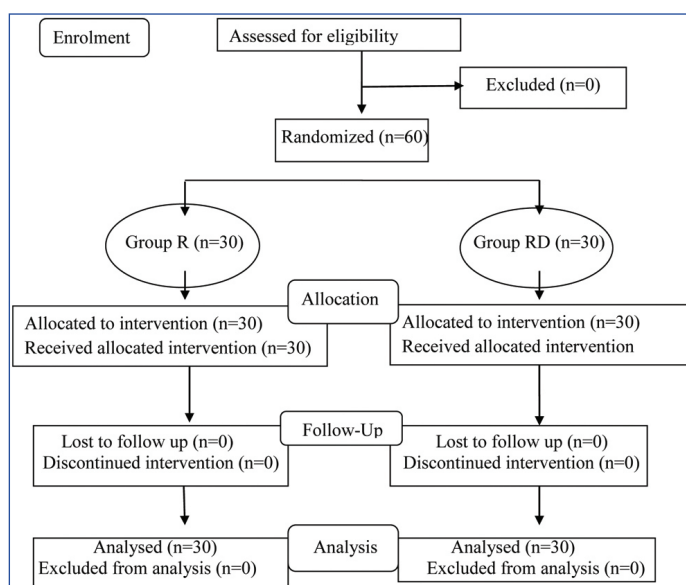 Enrolment
Assessed for eligibility
Excluded (n=0)
Randomized (n=60)
Group R (n=30)
Group RD (n=30)
Allocation
Allocated to intervention (n=30)
Received allocated intervention (n=30)
Allocated to intervention (n=30)
Received allocated intervention
Follow-Up
Lost to follow up (n=0)
Discontinued intervention (n=0)
Lost to follow up (n=0)
Discontinued intervention (n=0)
Analysis
Analysed (n=30)
Excluded from analysis (n=0)
Analysed (n=30)
Excluded from analysis (n=0)